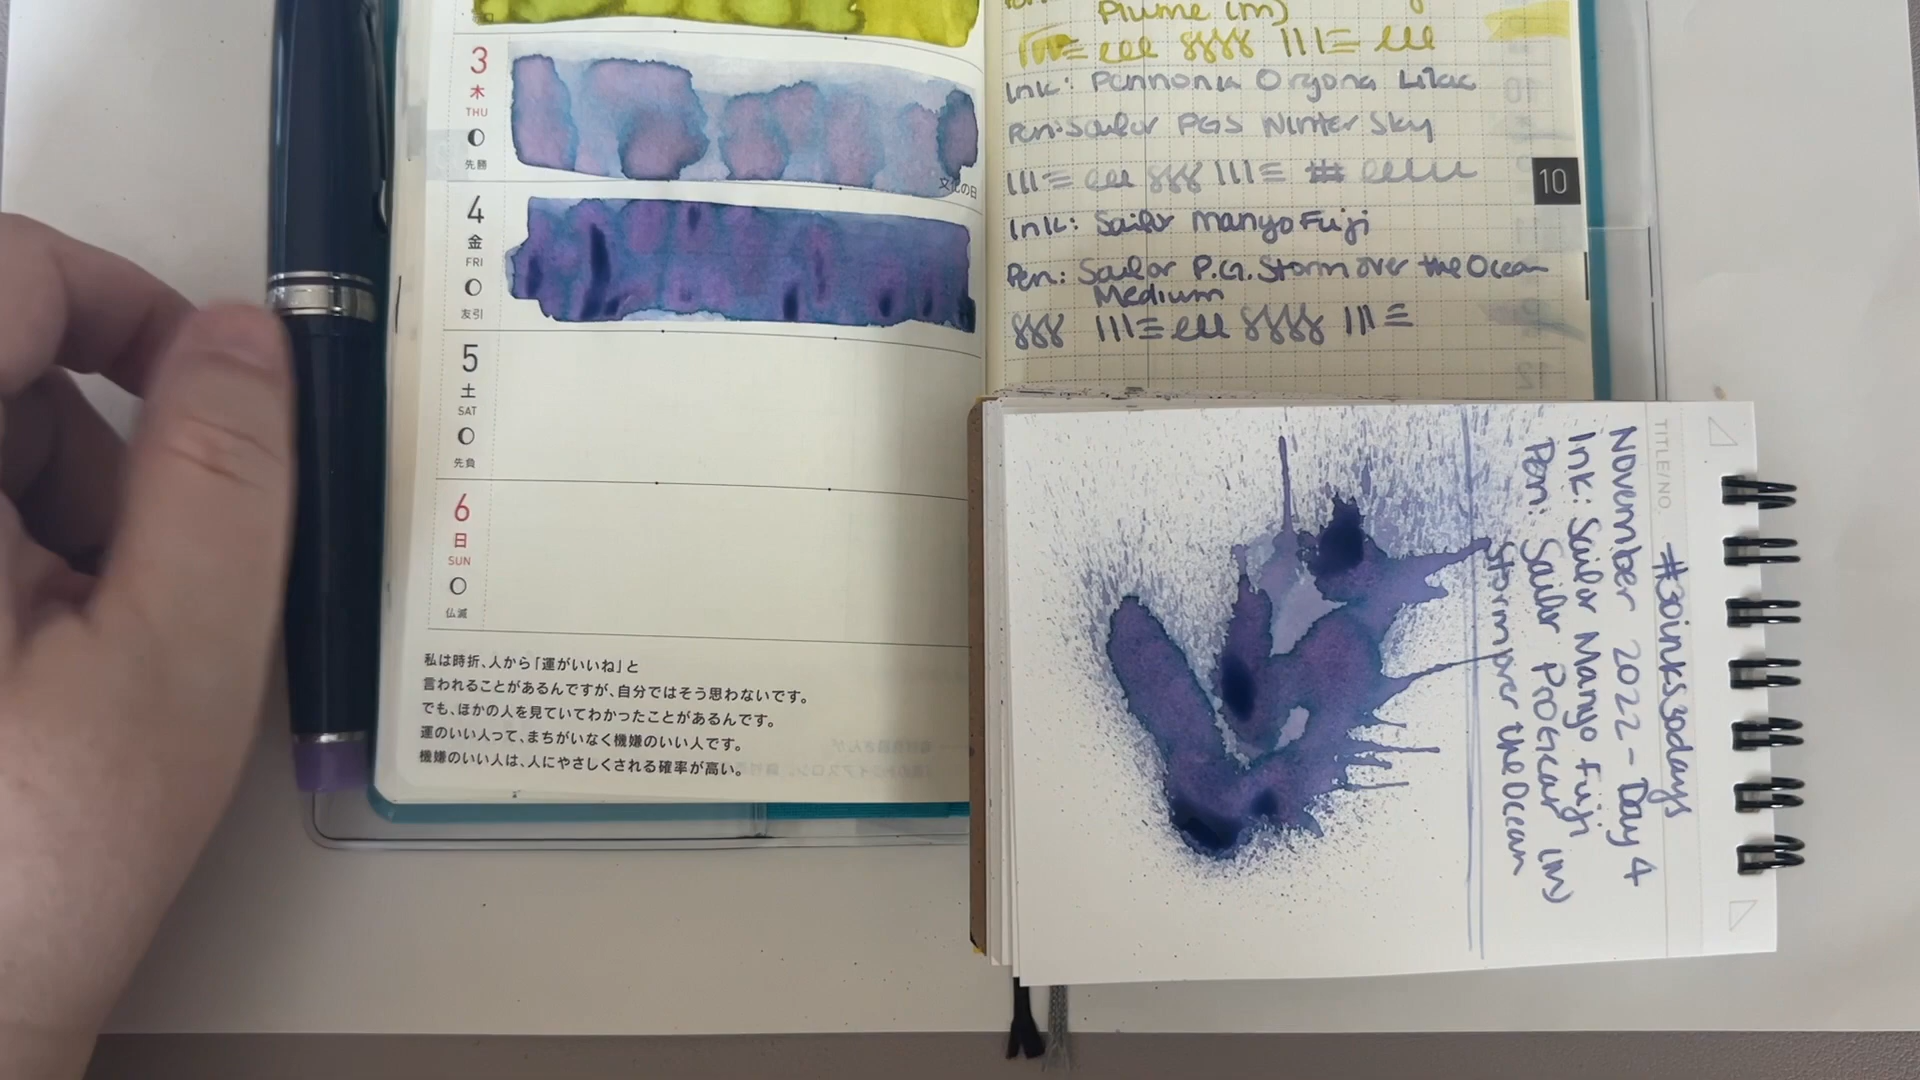 3
木
THU
先勝
文化の日
4
金
FRI
友引
5
土
SAT
先負
6
日
SUN
仏滅
私は時折、人から「運がいいね」と
言われることがあるんですが、自分ではそう思わないです。
でも、ほかの人を見ていてわかったことがあるんです。
運のいい人って、まちがいなく機嫌のいい人です。
機嫌のいい人は、人にやさしくされる確率が高い。
Plume (m)
Ink: Pannonia Orgona Lilac
Pen: Sailor PGS Winter Sky
10
Ink: Sailor Manyo Fuji
Pen: Sailor P.G. Storm over the Ocean
Medium
TITLE/NO.
#30inks30days
November 2022 - Day 4
Ink: Sailor Manyo Fuji
Pen: Sailor ProGear (M)
Storm over the Ocean